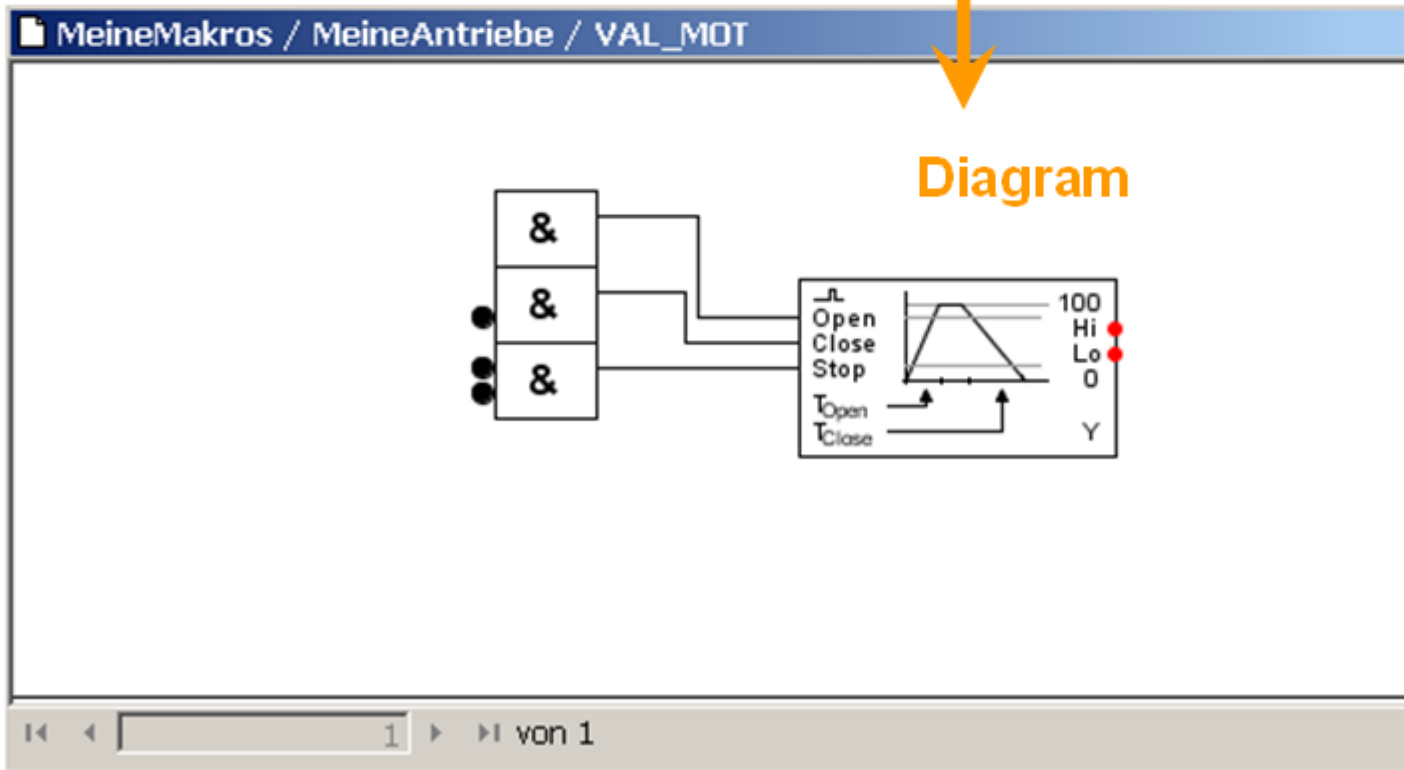 MeineMakros / MeineAntriebe / VAL_MOT
Diagram
&
&
&
Open
Close
Stop
TOpen
TClose
100
Hi
Lo
0
Y
1
von 1